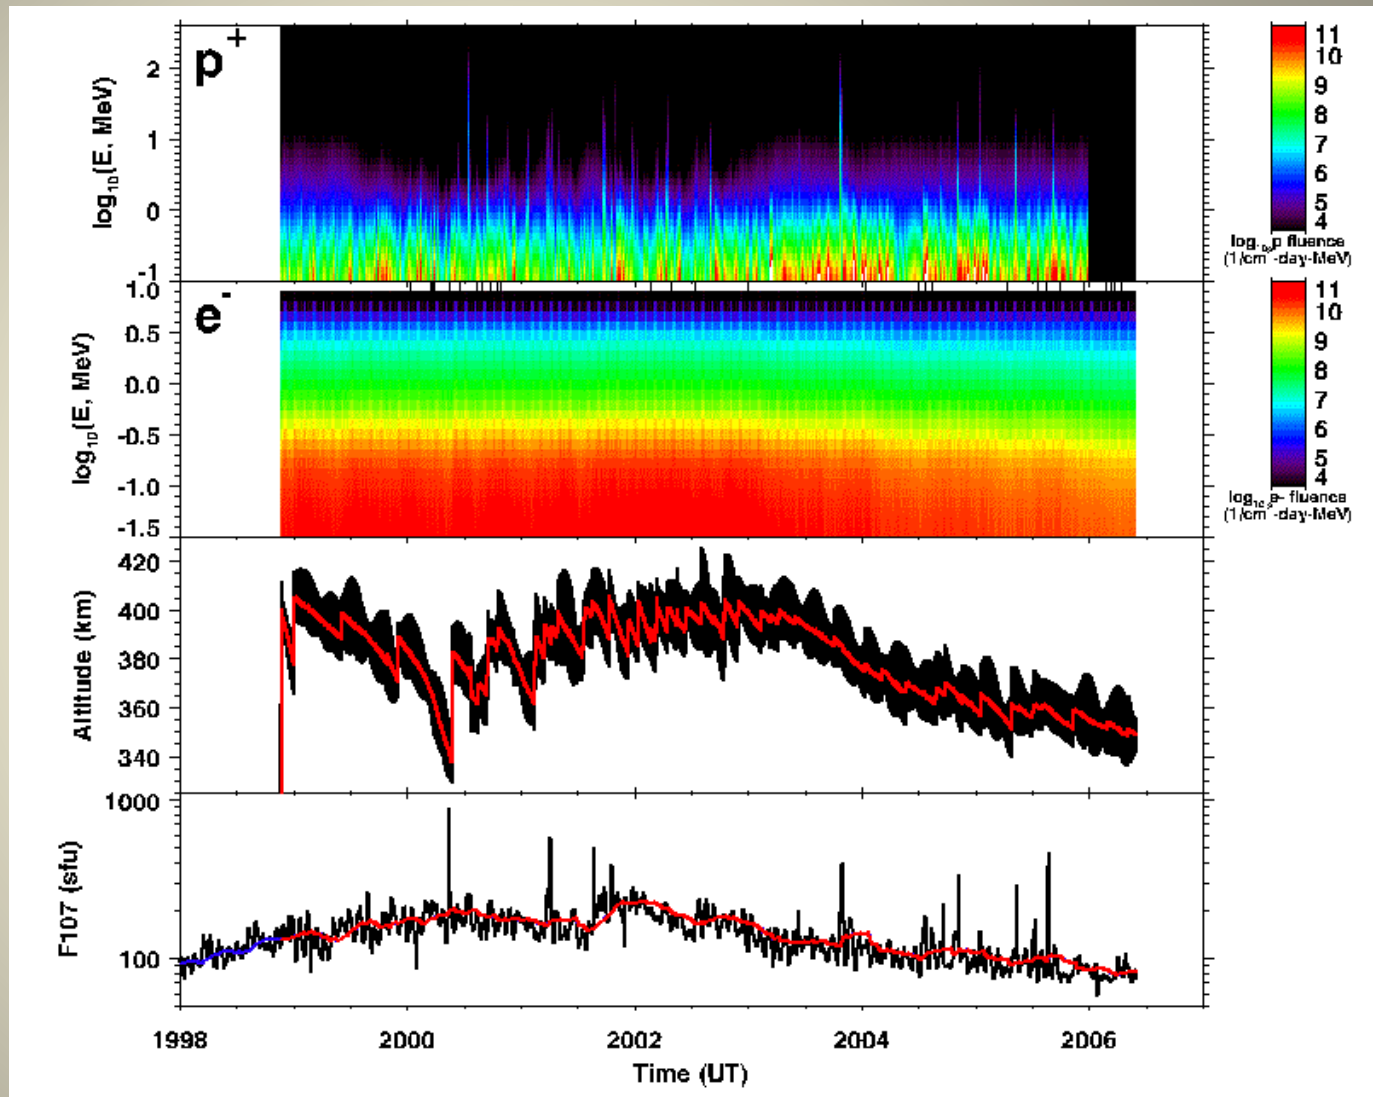 p+
log10(E, MeV)
2
1
0
-1
11
10
9
8
7
6
5
4
log10 p fluence
(1/cm2-day-MeV)
e-
log10(E, MeV)
1.0
0.5
0.0
-0.5
-1.0
-1.5
11
10
9
8
7
6
5
4
log10 e- fluence
(1/cm2-day-MeV)
Altitude (km)
420
400
380
360
340
F107 (sfu)
1000
100
1998 2000 2002 2004 2006
Time (UT)